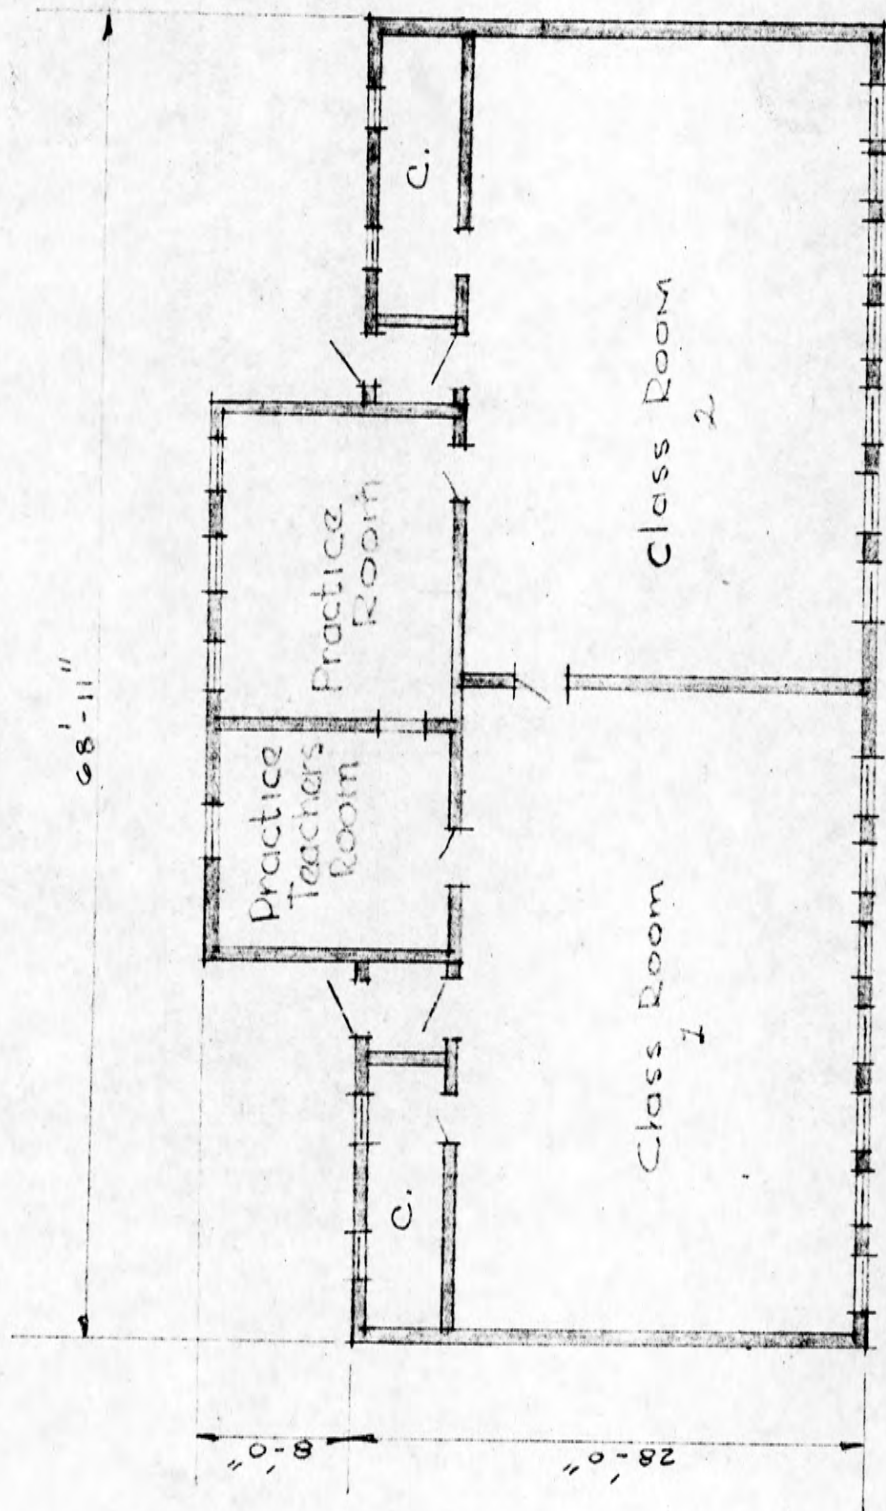 68'-11"
C.
Practice
Teachers
Room
Practice
Room
C.
Class Room
1
Class Room
2
8'-0"
28'-0"